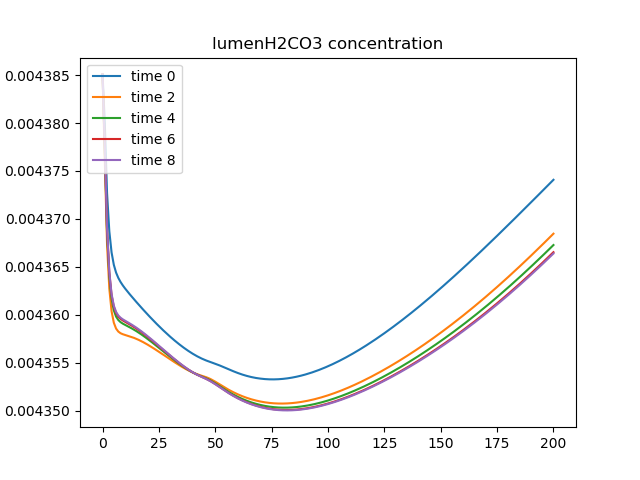 lumenH2CO3 concentration
time 0
time 2
time 4
time 6
time 8
0.004385
0.004380
0.004375
0.004370
0.004365
0.004360
0.004355
0.004350
0 25 50 75 100 125 150 175 200